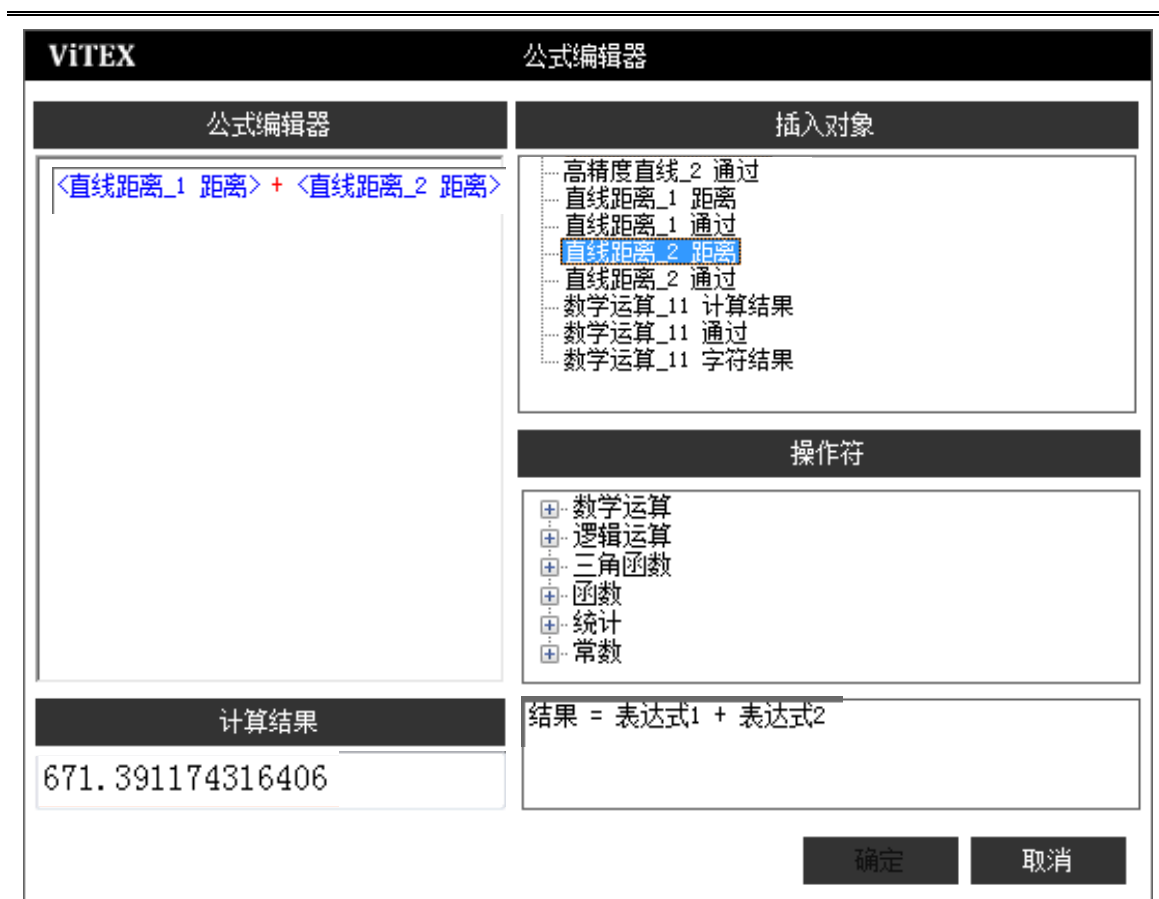 ViTEX
公式编辑器
公式编辑器
<直线距离_1 距离> + <直线距离_2 距离>
插入对象
高精度直线_2 通过
直线距离_1 距离
直线距离_1 通过
直线距离_2 距离
直线距离_2 通过
数学运算_11 计算结果
数学运算_11 通过
数学运算_11 字符结果
操作符
数学运算
逻辑运算
三角函数
函数
统计
常数
计算结果
671.391174316406
结果 = 表达式1 + 表达式2
确定
取消